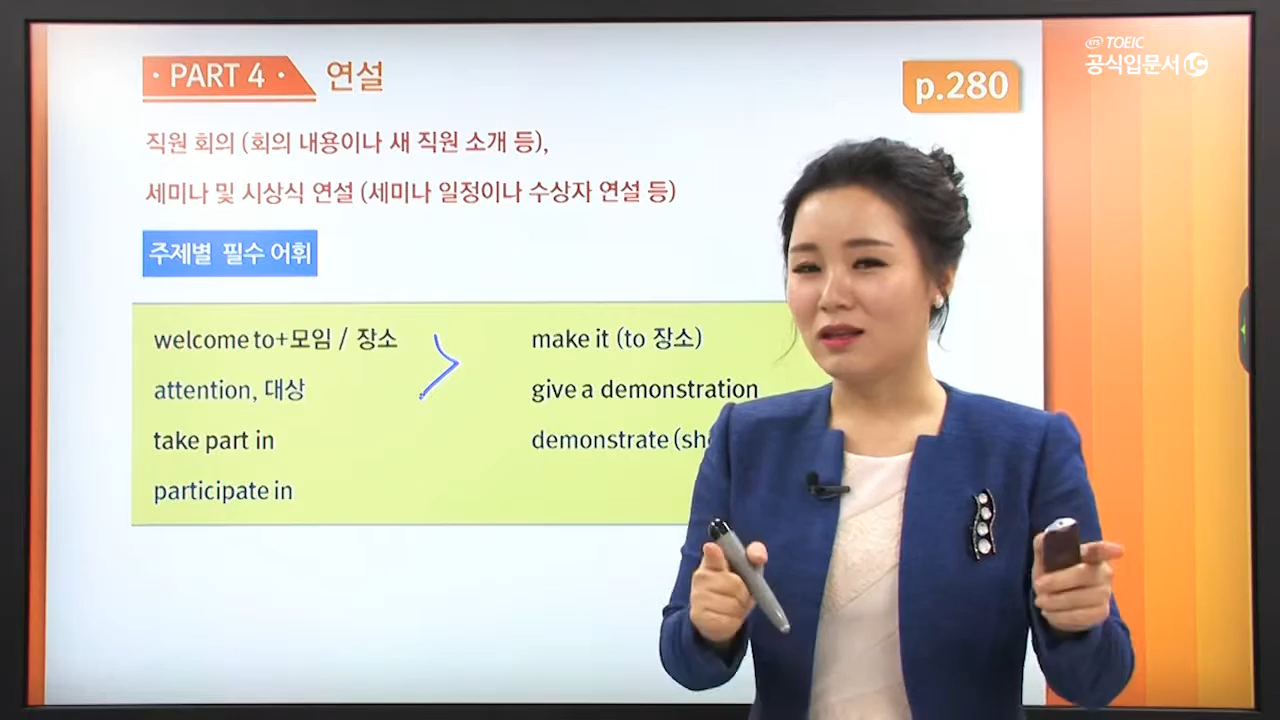 · PART 4 · 연설
p.280
ETS TOEIC
공식입문서 LC
직원 회의 (회의 내용이나 새 직원 소개 등),
세미나 및 시상식 연설 (세미나 일정이나 수상자 연설 등)
주제별 필수 어휘
welcome to+모임 / 장소
attention, 대상
take part in
participate in
make it (to 장소)
give a demonstration
demonstrate